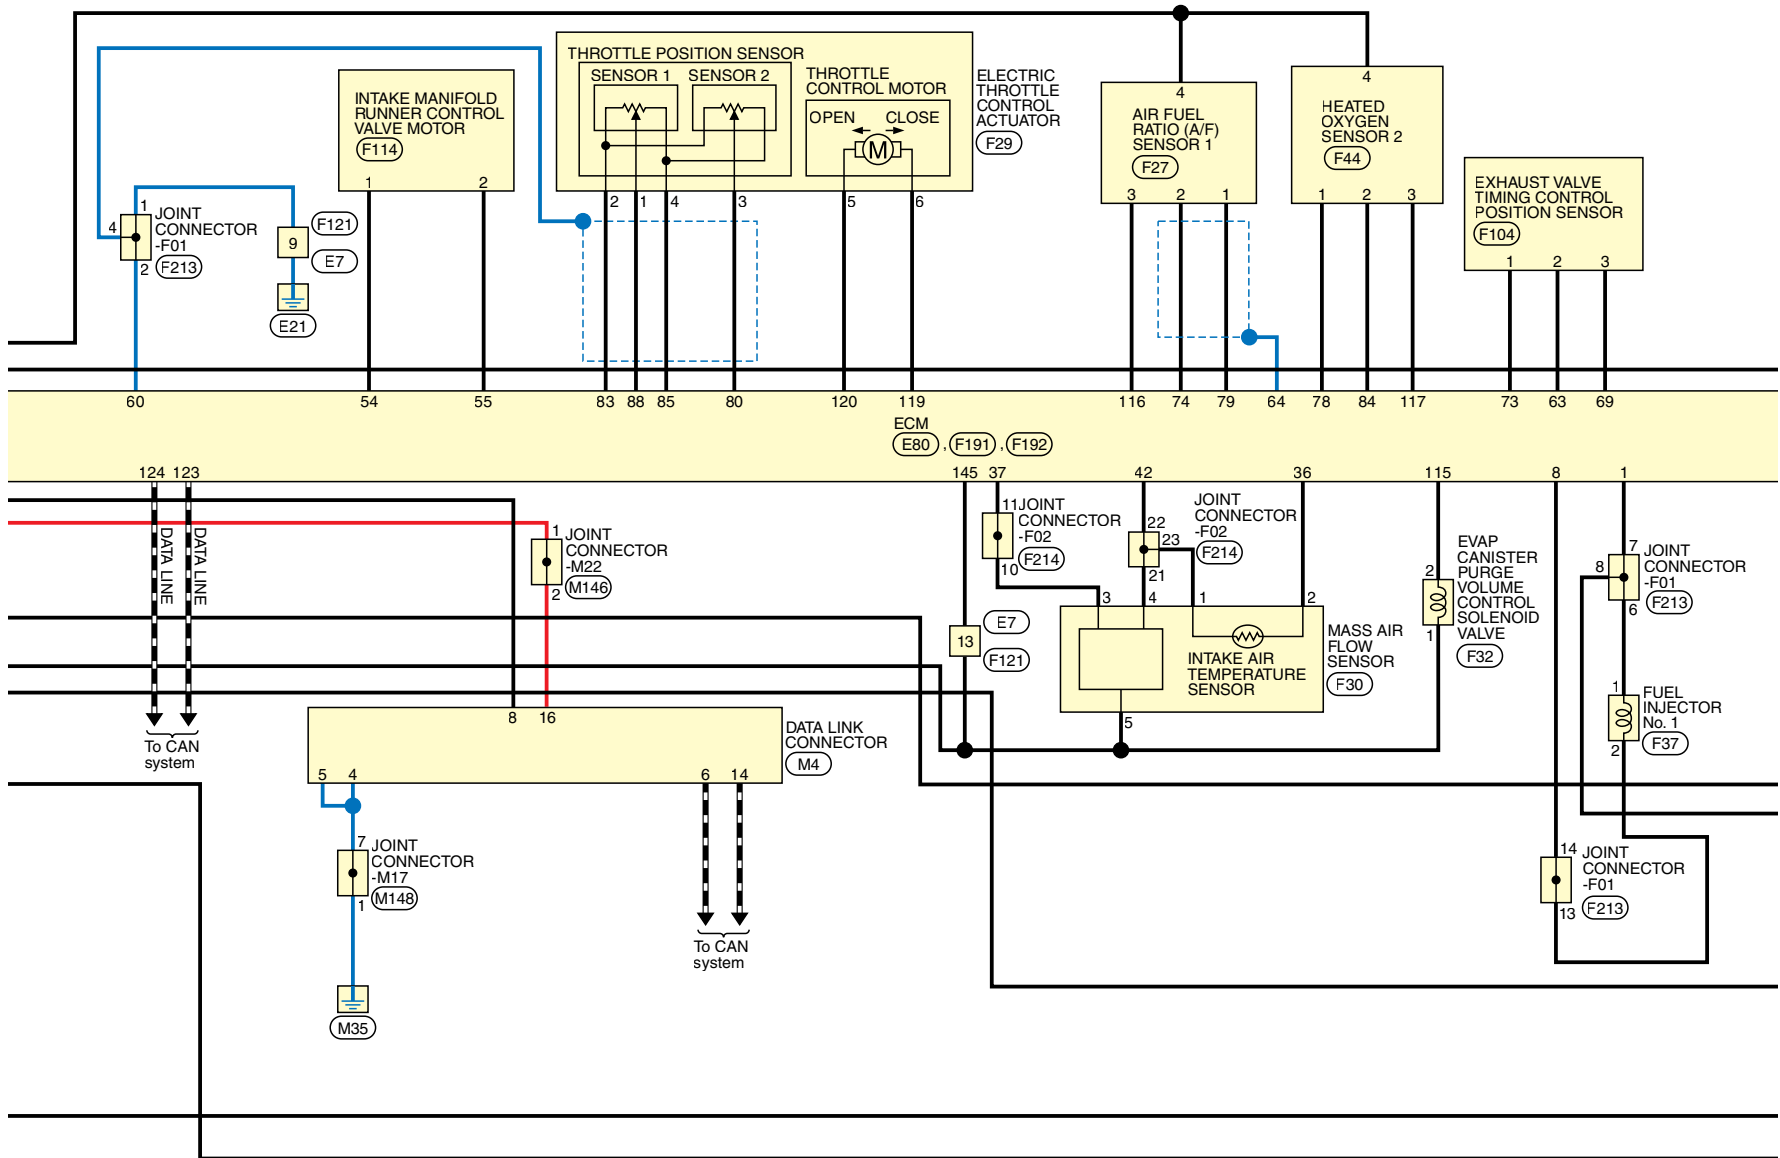 THROTTLE POSITION SENSOR
SENSOR 1
SENSOR 2
THROTTLE
CONTROL MOTOR
OPEN
CLOSE
M
2
1
4
3
5
6
ELECTRIC
THROTTLE
CONTROL
ACTUATOR
F29
INTAKE MANIFOLD
RUNNER CONTROL
VALVE MOTOR
F114
1
2
4
AIR FUEL
RATIO (A/F)
SENSOR 1
F27
3
2
1
4
HEATED
OXYGEN
SENSOR 2
F44
1
2
3
EXHAUST VALVE
TIMING CONTROL
POSITION SENSOR
F104
1
2
3
1
4
2
JOINT
CONNECTOR
-F01
F213
9
F121
E7
E21
60
54
55
83
88
85
80
120
119
116
74
79
64
78
84
117
73
63
69
ECM
E80 , F191 , F192
124
123
145
37
42
36
115
8
1
DATA LINE
DATA LINE
To CAN
system
1
2
JOINT
CONNECTOR
-M22
M146
11
10
JOINT
CONNECTOR
-F02
F214
22
23
21
JOINT
CONNECTOR
-F02
F214
13
E7
F121
3
4
1
2
5
INTAKE AIR
TEMPERATURE
SENSOR
MASS AIR
FLOW
SENSOR
F30
2
1
EVAP
CANISTER
PURGE
VOLUME
CONTROL
SOLENOID
VALVE
F32
7
8
6
JOINT
CONNECTOR
-F01
F213
1
2
FUEL
INJECTOR
No. 1
F37
14
13
JOINT
CONNECTOR
-F01
F213
8
16
5
4
6
14
DATA LINK
CONNECTOR
M4
7
1
JOINT
CONNECTOR
-M17
M148
M35
To CAN
system